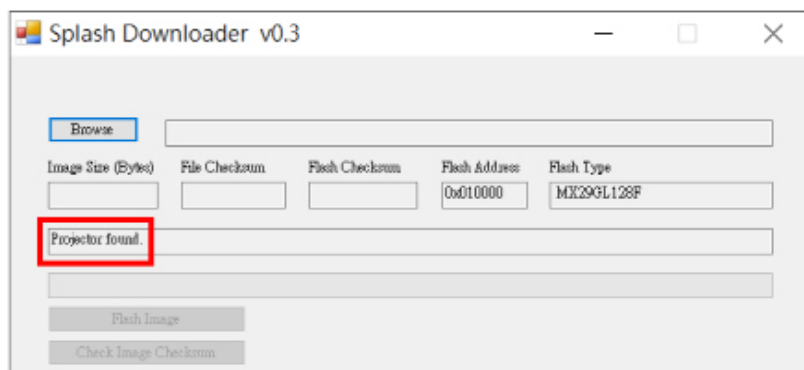 Splash Downloader v0.3
Browse
Image Size (Bytes) File Checksum Flash Checksum Flash Address Flash Type
0x010000 MX29GL128F
Projector found.
Flash Image
Check Image Checksum